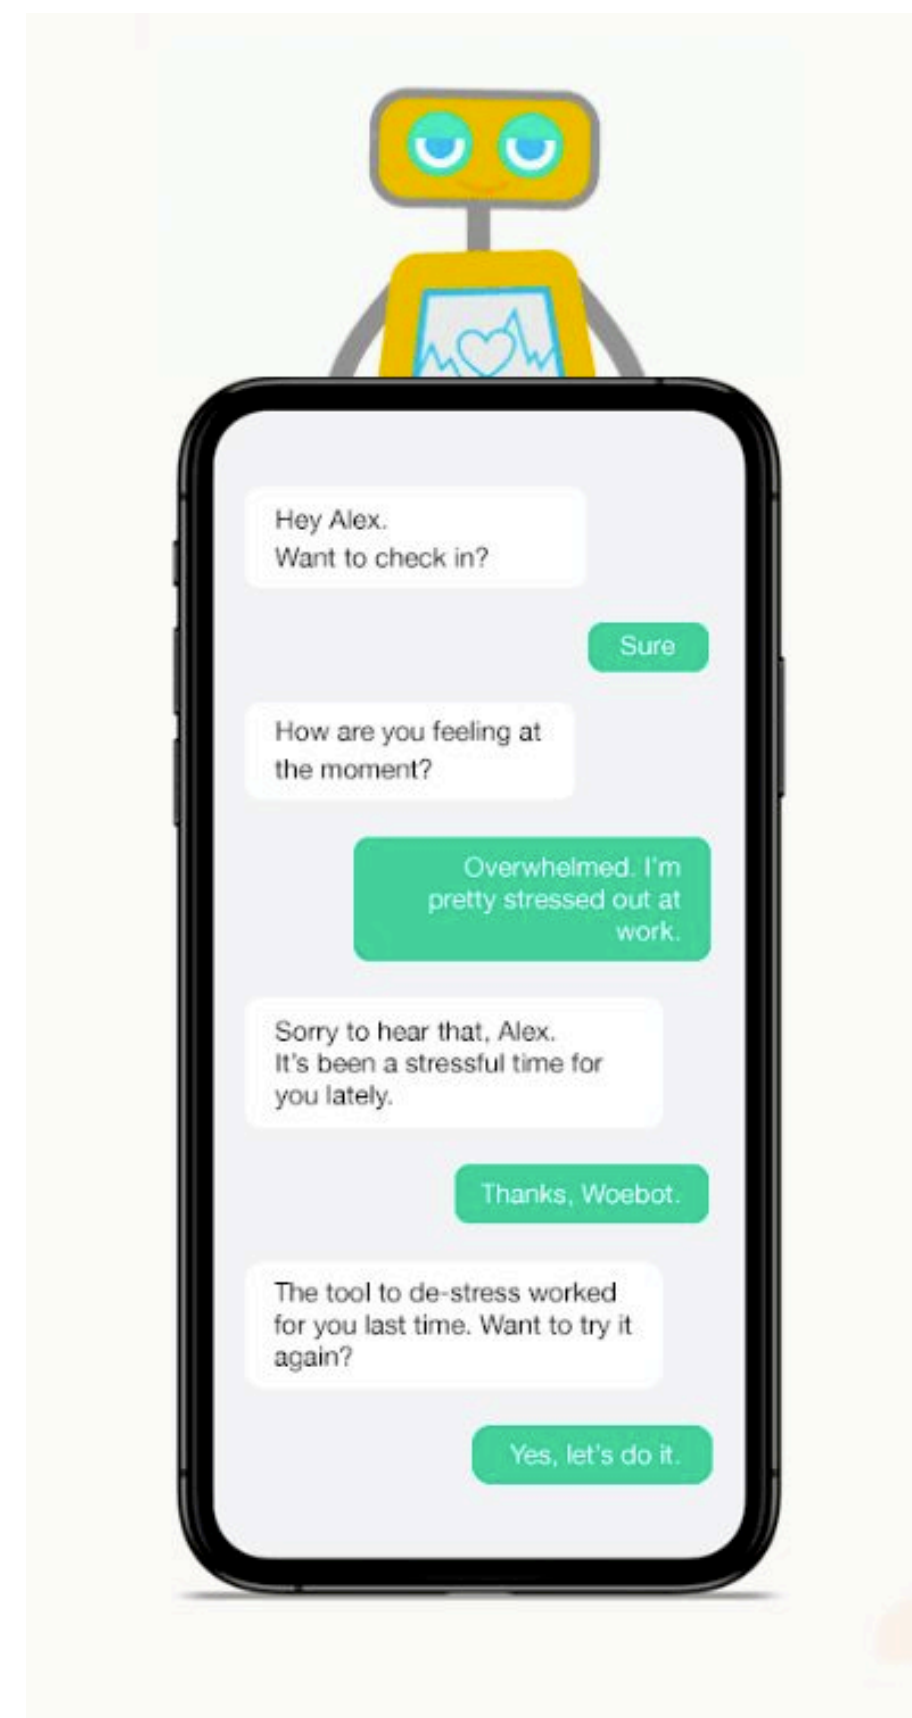 Hey Alex.
Want to check in?
Sure
How are you feeling at
the moment?
Overwhelmed. I'm
pretty stressed out at
work.
Sorry to hear that, Alex.
It's been a stressful time for
you lately.
Thanks, Woebot.
The tool to de-stress worked
for you last time. Want to try it
again?
Yes, let's do it.